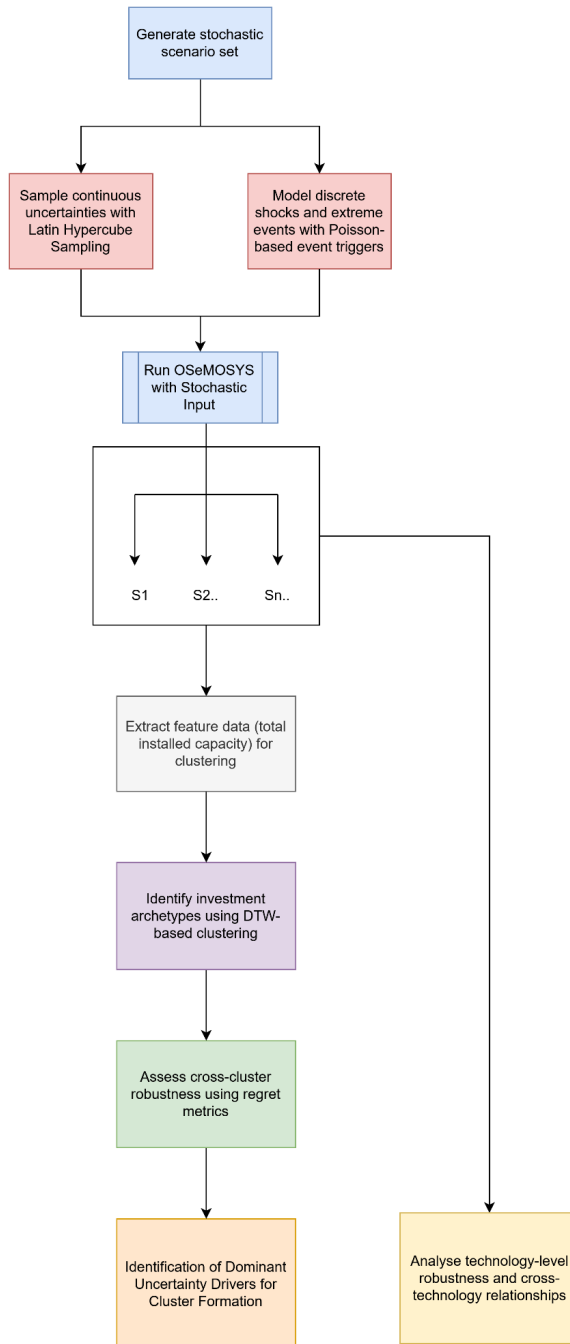 Generate stochastic
scenario set
Sample continuous
uncertainties with
Latin Hypercube
Sampling
Model discrete
shocks and extreme
events with Poisson-
based event triggers
Run OSeMOSYS
with Stochastic
Input
S1
S2..
Sn..
Extract feature data (total
installed capacity) for
clustering
Identify investment
archetypes using DTW-
based clustering
Assess cross-cluster
robustness using regret
metrics
Identification of Dominant
Uncertainty Drivers for
Cluster Formation
Analyse technology-level
robustness and cross-
technology relationships